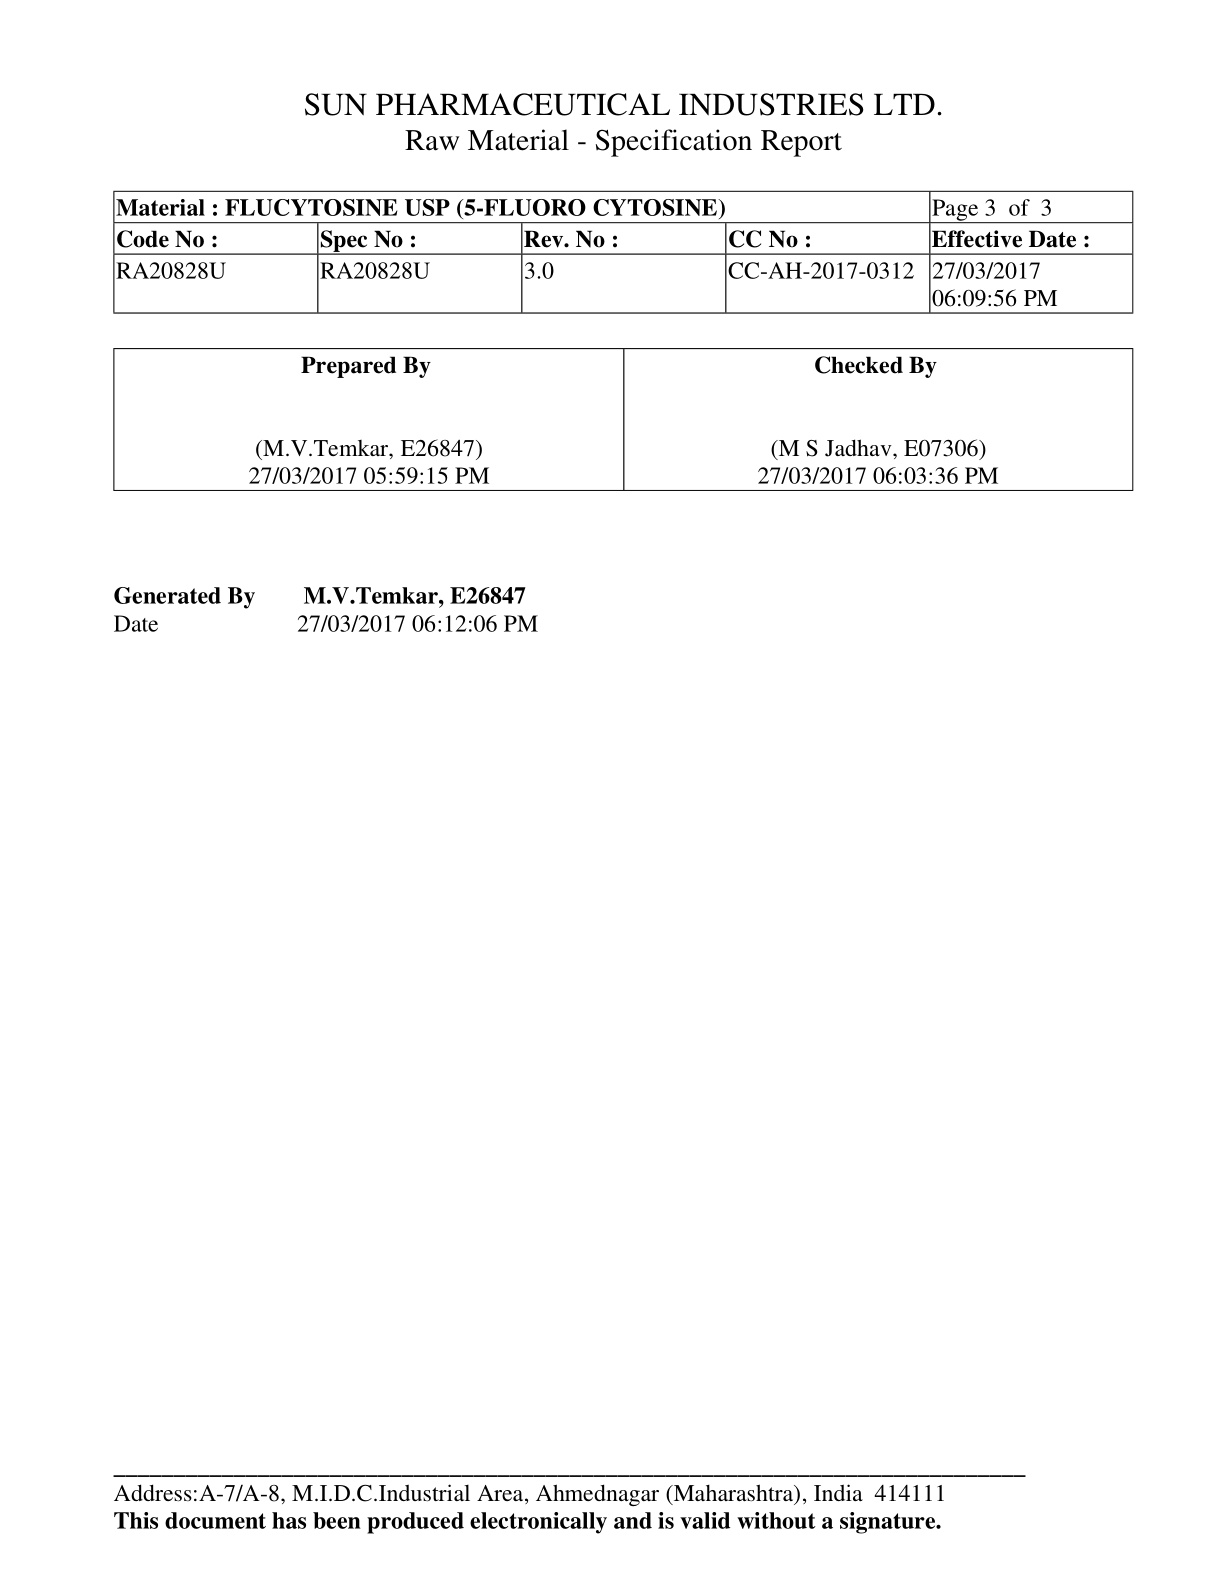 SUN PHARMACEUTICAL INDUSTRIES LTD.
Raw Material - Specification Report
Material : FLUCYTOSINE USP (5-FLUORO CYTOSINE) Page 3 of 3
Code No : Spec No : Rev. No : CC No : Effective Date :
RA20828U RA20828U 3.0 CC-AH-2017-0312 27/03/2017
06:09:56 PM
Prepared By Checked By
(M.V.Temkar, E26847) (M S Jadhav, E07306)
27/03/2017 05:59:15 PM 27/03/2017 06:03:36 PM
Generated By M.V.Temkar, E26847
Date 27/03/2017 06:12:06 PM
Address:A-7/A-8, M.I.D.C.Industrial Area, Ahmednagar (Maharashtra), India 414111
This document has been produced electronically and is valid without a signature.